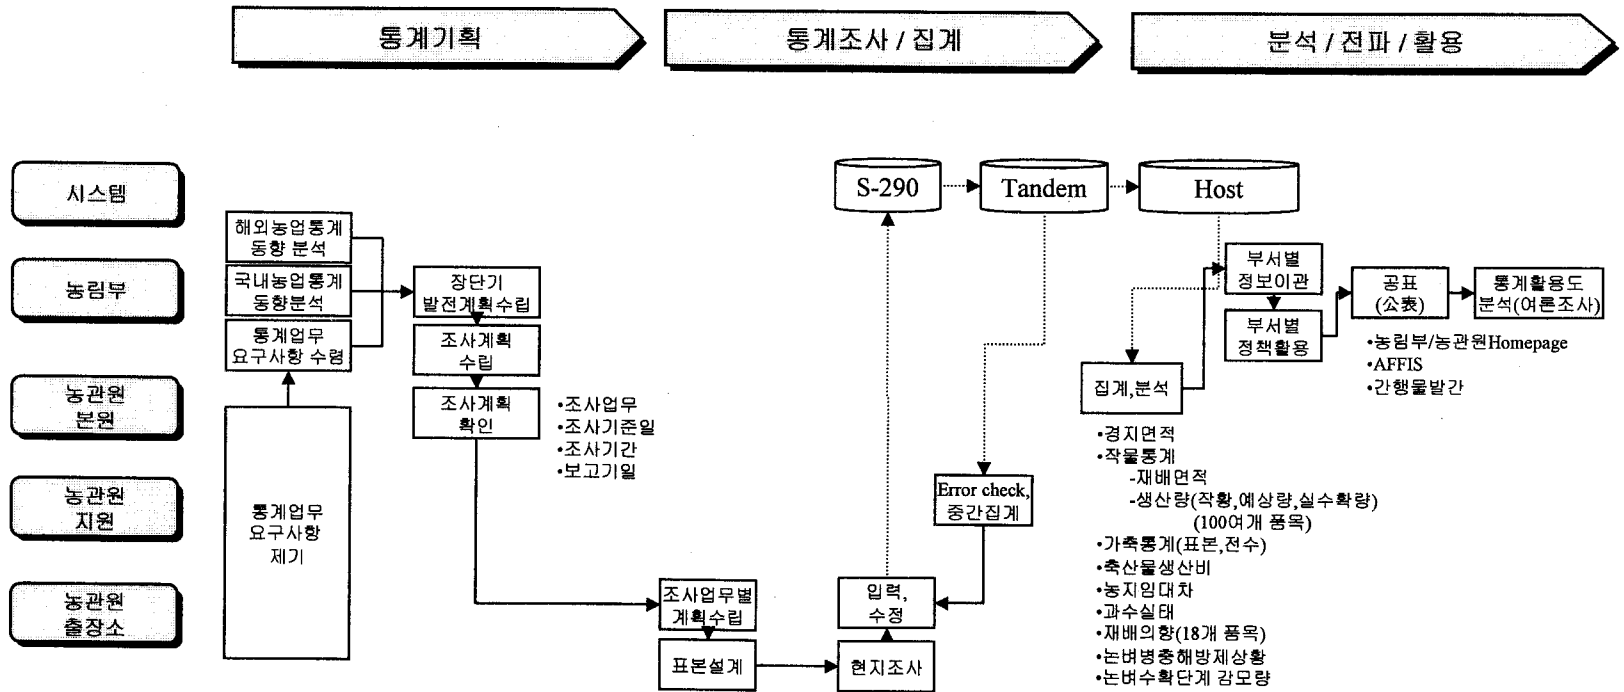 통계기획
통계조사 / 집계
분석 / 전파 / 활용
시스템
농림부
농관원
본원
농관원
지원
농관원
출장소
해외농업통계
동향 분석
국내농업통계
동향분석
통계업무
요구사항 수령
통계업무
요구사항
제기
장단기
발전계획수립
조사계획
수립
조사계획
확인
•조사업무
•조사기준일
•조사기간
•보고기일
조사업무별
계획수립
표본설계
현지조사
입력,
수정
S-290
Tandem
Host
Error check,
중간집계
집계,분석
•경지면적
•작물통계
-재배면적
-생산량(작황,예상량,실수확량)
(100여개 품목)
•가축통계(표본,전수)
•축산물생산비
•농지임대차
•과수실태
•재배의향(18개 품목)
•논벼병충해방제상황
•논벼수확단계 감모량
부서별
정보이관
부서별
정책활용
공표
(公表)
통계활용도
분석(여론조사)
•농림부/농관원Homepage
•AFFIS
•간행물발간